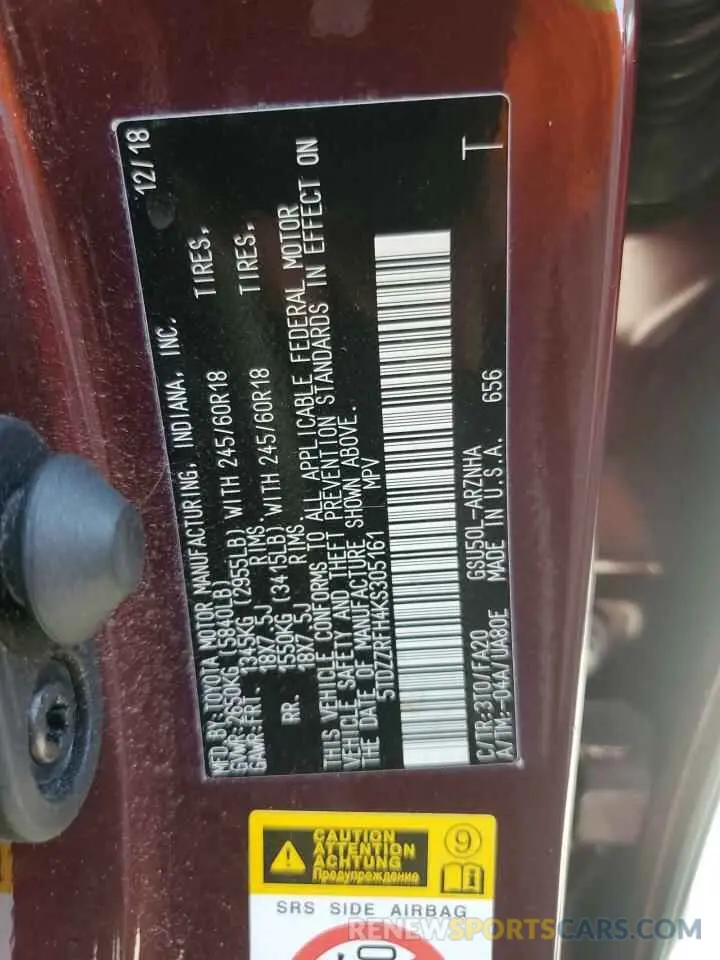 MFD. BY: TOYOTA MOTOR MANUFACTURING, INDIANA, INC. 12/18
GVWR: 2650KG (5840LB)
GAWR: FRT. 1345KG (2955LB) WITH 245/60R18 TIRES,
18X7.5J RIMS.
RR. 1550KG (3415LB) WITH 245/60R18 TIRES,
18X7.5J RIMS.
THIS VEHICLE CONFORMS TO ALL APPLICABLE FEDERAL MOTOR
VEHICLE SAFETY AND THEFT PREVENTION STANDARDS IN EFFECT ON
THE DATE OF MANUFACTURE SHOWN ABOVE.
5TDZZRFH4KS305161 MPV
C/TR:3T0/FA20 GSU50L-ARZNHA
A/TM:-04A/UA80E MADE IN U.S.A. 656
T
CAUTION
ATTENTION
ACHTUNG
Предупреждение
9
SRS SIDE AIRBAG
RENEWSPORTSCARS.COM